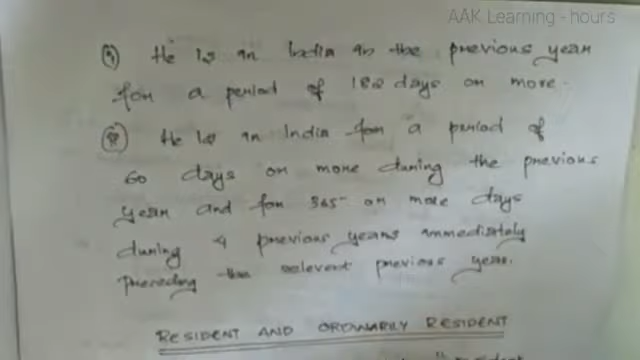 AAK Learning - hours
(a) He is in India in the previous year
for a period of 182 days or more.
(b) He is in India for a period of
60 days or more during the previous
year and for 365 or more days
during 4 previous years immediately
preceding the relevent previous year.
RESIDENT AND ORDINARILY RESIDENT